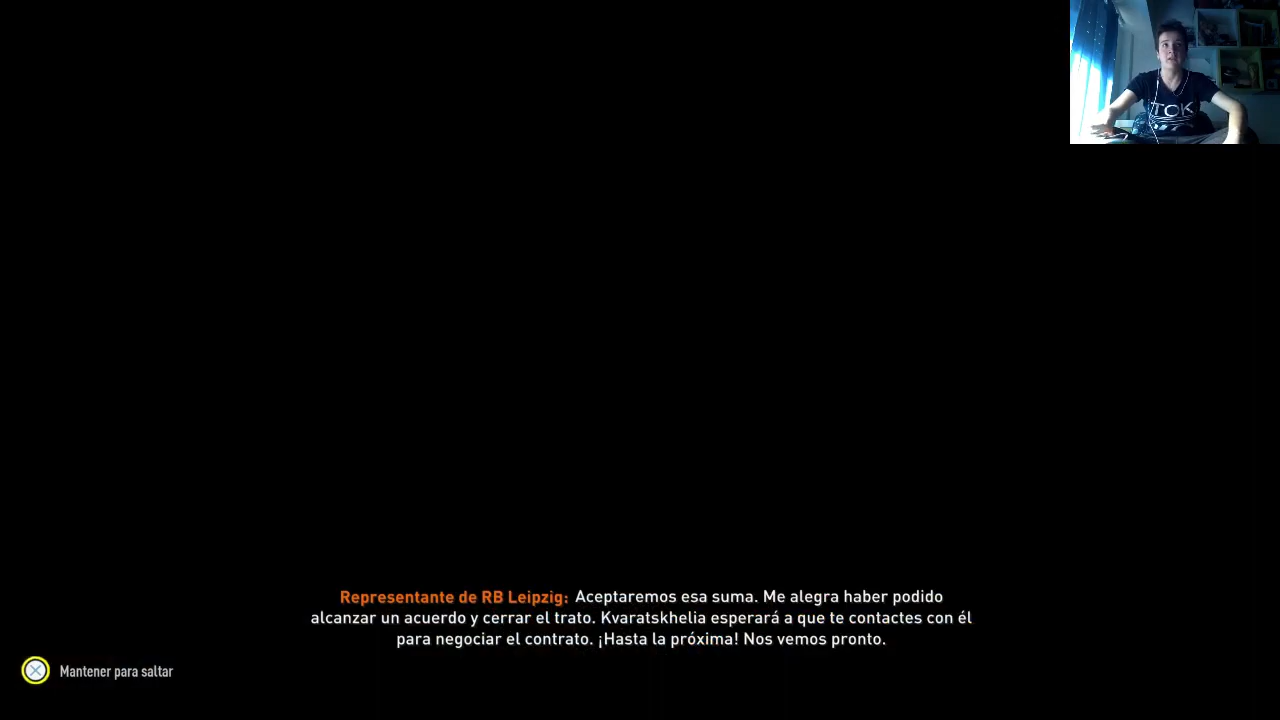 TOK
Representante de RB Leipzig: Aceptaremos esa suma. Me alegra haber podido
alcanzar un acuerdo y cerrar el trato. Kvaratskhelia esperará a que te contactes con él
para negociar el contrato. ¡Hasta la próxima! Nos vemos pronto.
Mantener para saltar